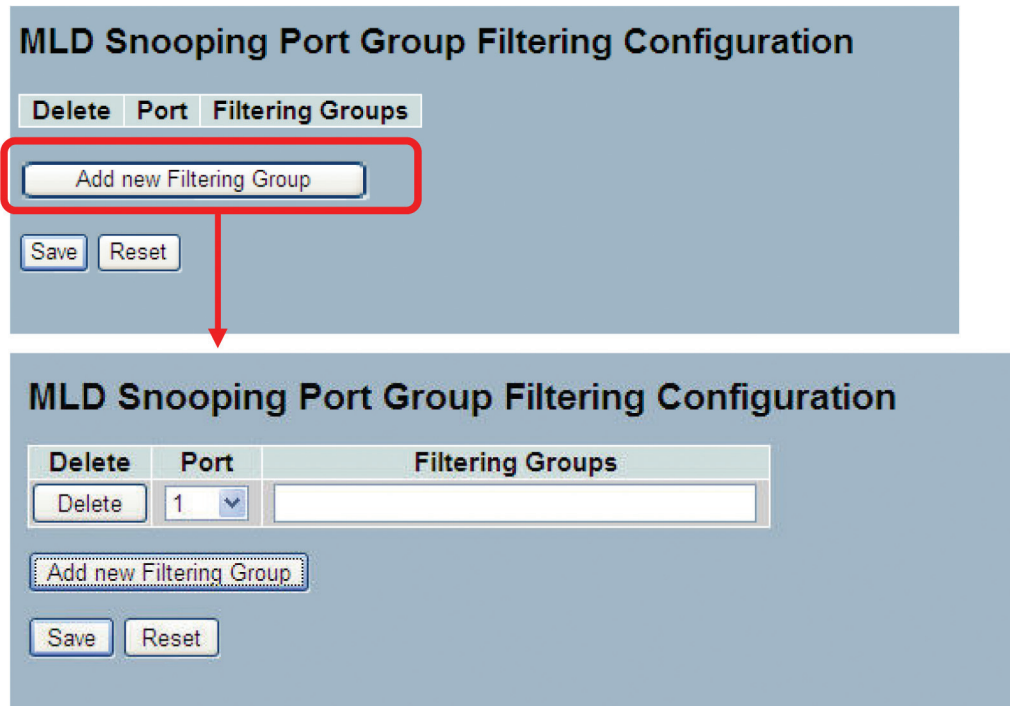 MLD Snooping Port Group Filtering Configuration
Delete Port Filtering Groups
Add new Filtering Group
Save Reset
MLD Snooping Port Group Filtering Configuration
Delete Port Filtering Groups
Delete 1
Add new Filtering Group
Save Reset